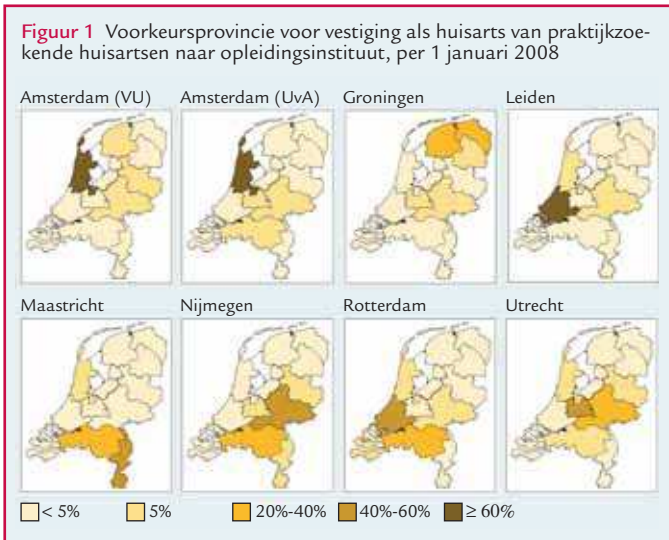 Figuur 1 Voorkeursprovincie voor vestiging als huisarts van praktijkzoe-
kende huisartsen naar opleidingsinstituut, per 1 januari 2008
Amsterdam (VU) Amsterdam (UvA) Groningen Leiden
Maastricht Nijmegen Rotterdam Utrecht
< 5% 5% 20%-40% 40%-60% ≥ 60%